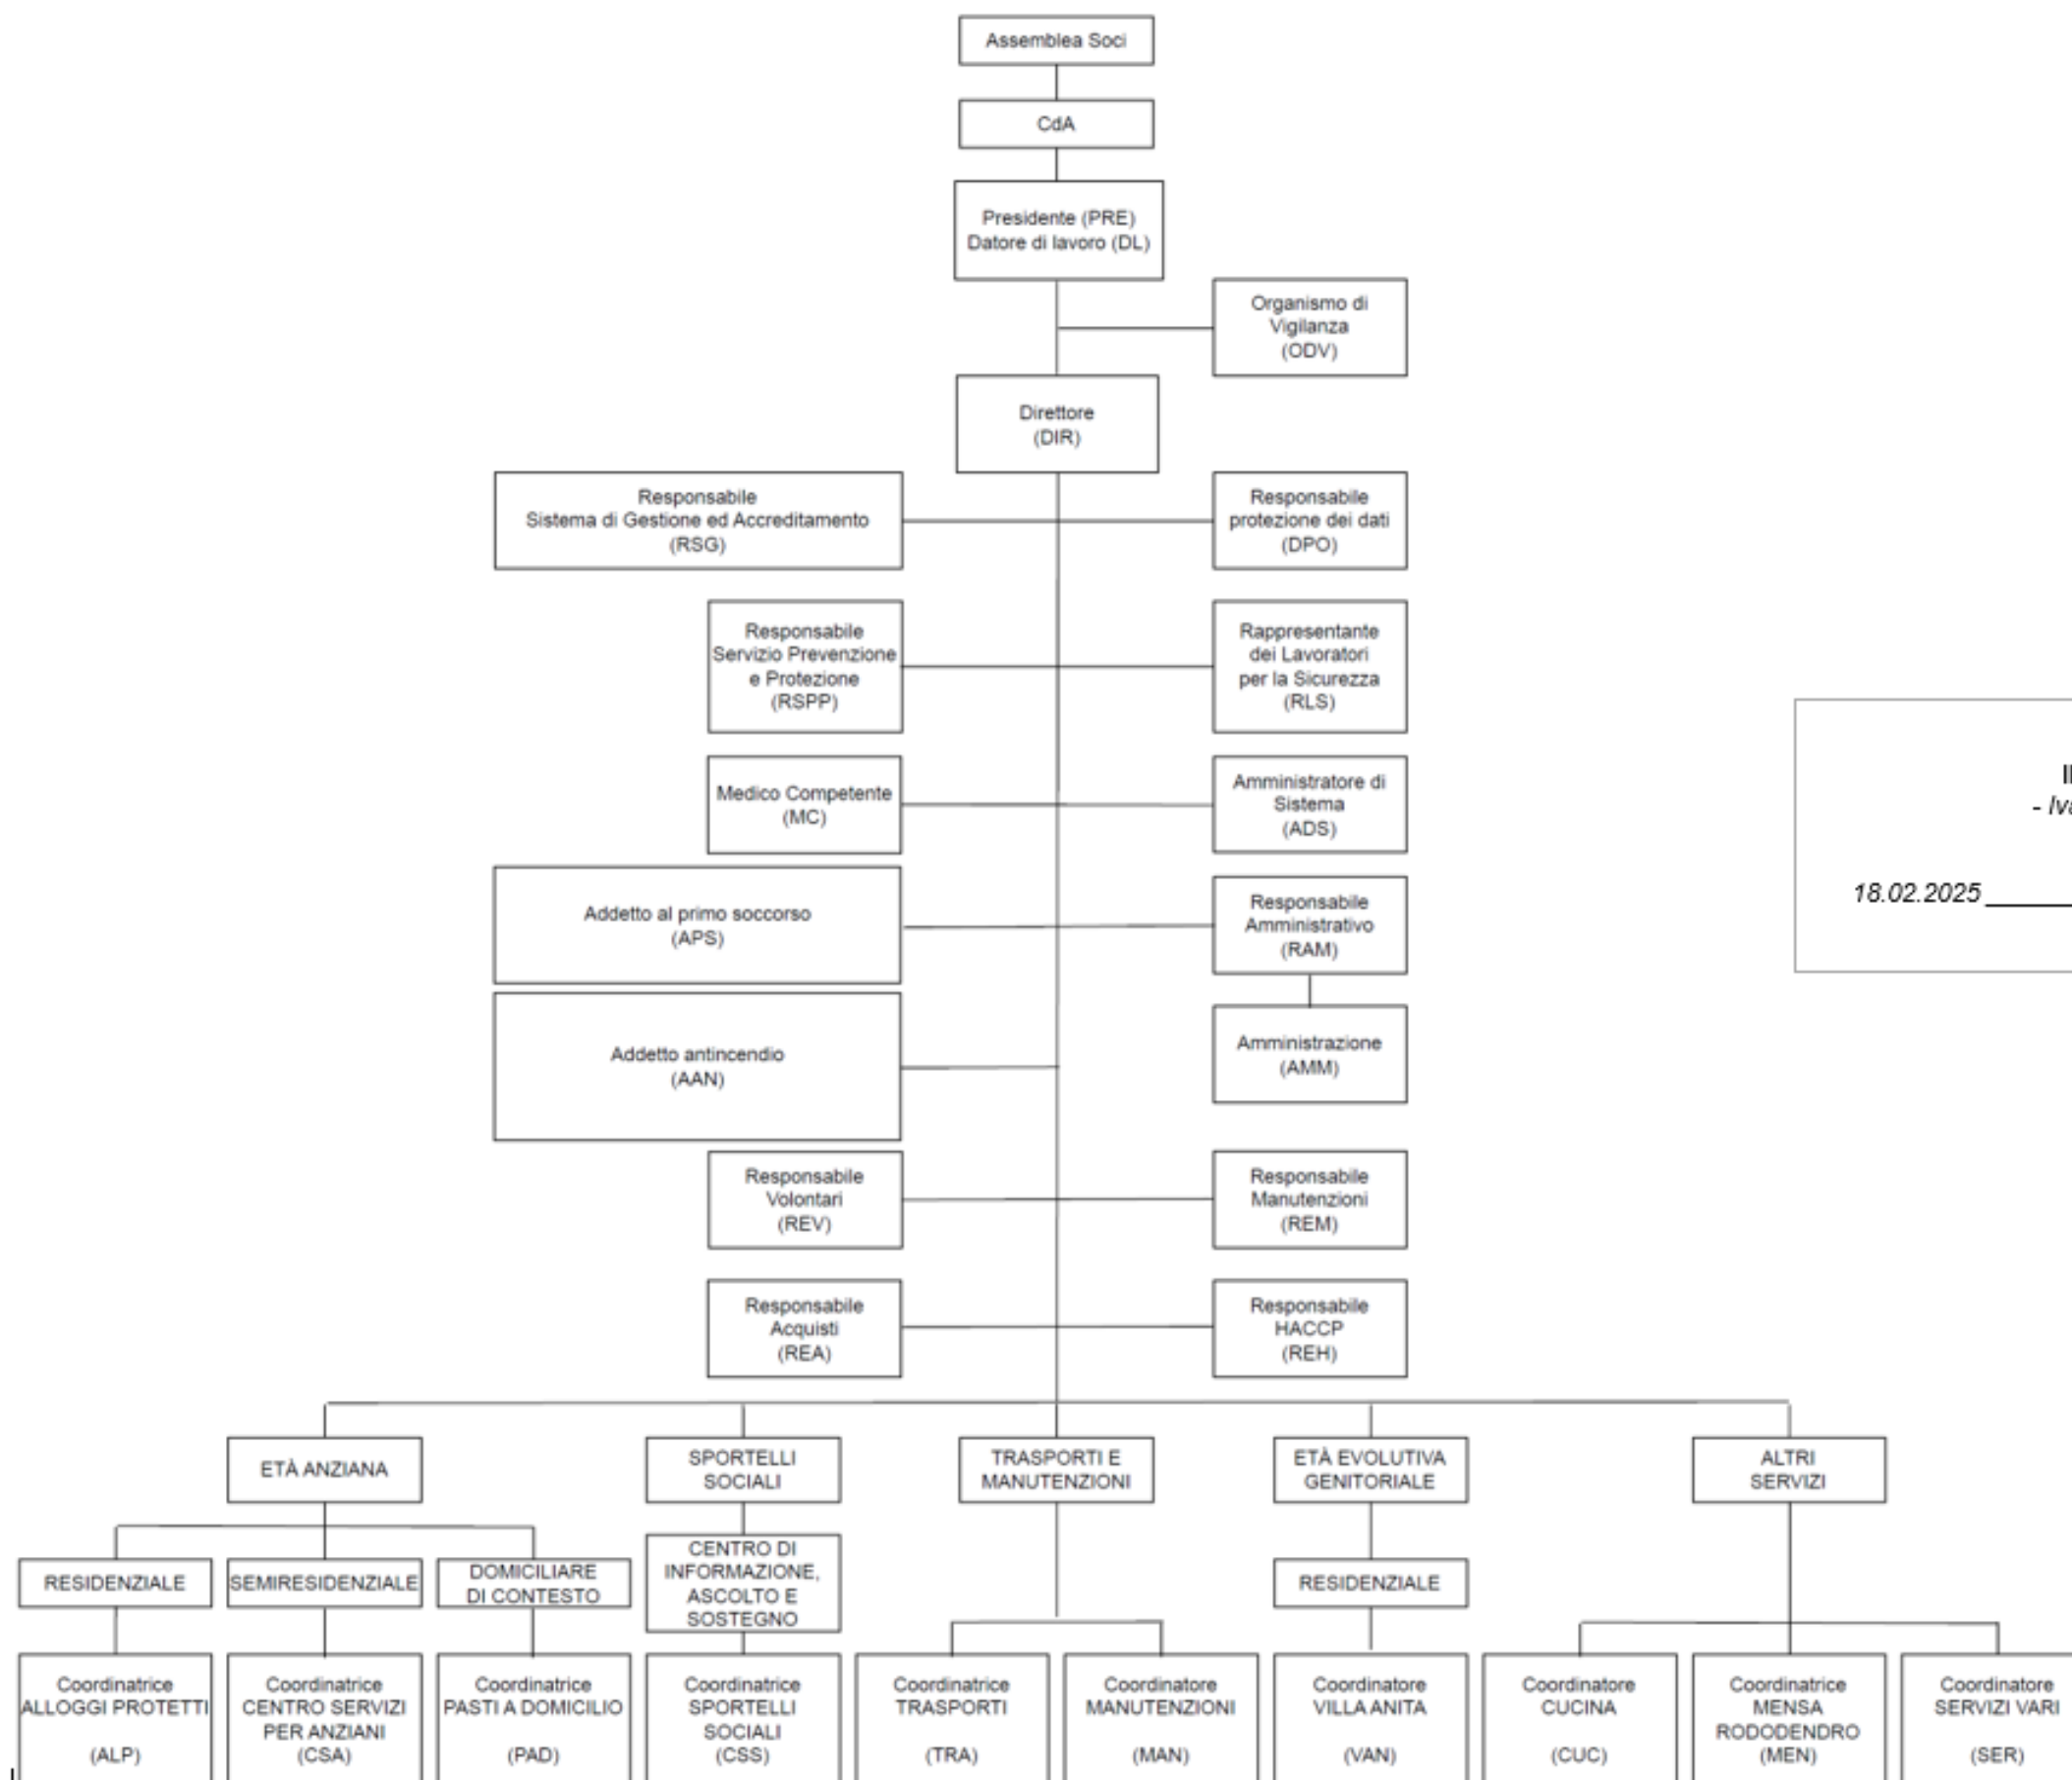 Assemblea Soci
CdA
Presidente (PRE)
Datore di lavoro (DL)
Organismo di
Vigilanza
(ODV)
Direttore
(DIR)
Responsabile
Sistema di Gestione ed Accreditamento
(RSG)
Responsabile
protezione dei dati
(DPO)
Responsabile
Servizio Prevenzione
e Protezione
(RSPP)
Rappresentante
dei Lavoratori
per la Sicurezza
(RLS)
Medico Competente
(MC)
Amministratore di
Sistema
(ADS)
18.02.2025
Addetto al primo soccorso
(APS)
Responsabile
Amministrativo
(RAM)
Addetto antincendio
(AAN)
Amministrazione
(AMM)
Responsabile
Volontari
(REV)
Responsabile
Manutenzioni
(REM)
Responsabile
Acquisti
(REA)
Responsabile
HACCP
(REH)
ETÀ ANZIANA
SPORTELLI
SOCIALI
TRASPORTI E
MANUTENZIONI
ETÀ EVOLUTIVA
GENITORIALE
ALTRI
SERVIZI
RESIDENZIALE
SEMIRESIDENZIALE
DOMICILIARE
DI CONTESTO
CENTRO DI
INFORMAZIONE,
ASCOLTO E
SOSTEGNO
RESIDENZIALE
Coordinatrice
ALLOGGI PROTETTI
(ALP)
Coordinatrice
CENTRO SERVIZI
PER ANZIANI
(CSA)
Coordinatrice
PASTI A DOMICILIO
(PAD)
Coordinatrice
SPORTELLI
SOCIALI
(CSS)
Coordinatrice
TRASPORTI
(TRA)
Coordinatore
MANUTENZIONI
(MAN)
Coordinatore
VILLA ANITA
(VAN)
Coordinatore
CUCINA
(CUC)
Coordinatrice
MENSA
RODODENDRO
(MEN)
Coordinatore
SERVIZI VARI
(SER)